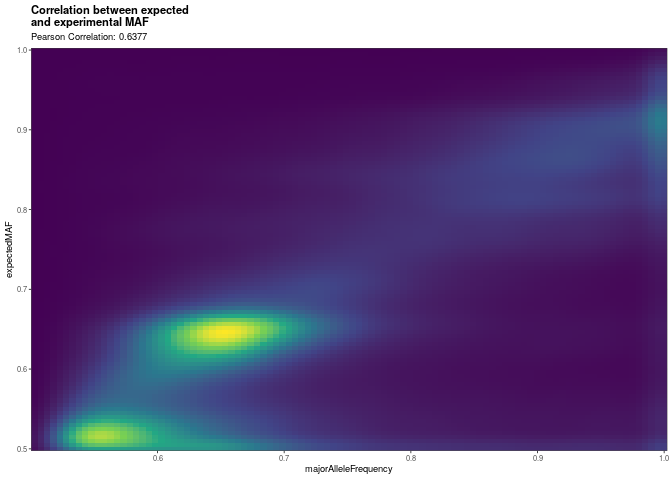 Correlation between expected
and experimental MAF
Pearson Correlation: 0.6377
1.0
0.9
0.8
0.7
0.6
0.5
expectedMAF
0.6 0.7 0.8 0.9 1.0
majorAlleleFrequency